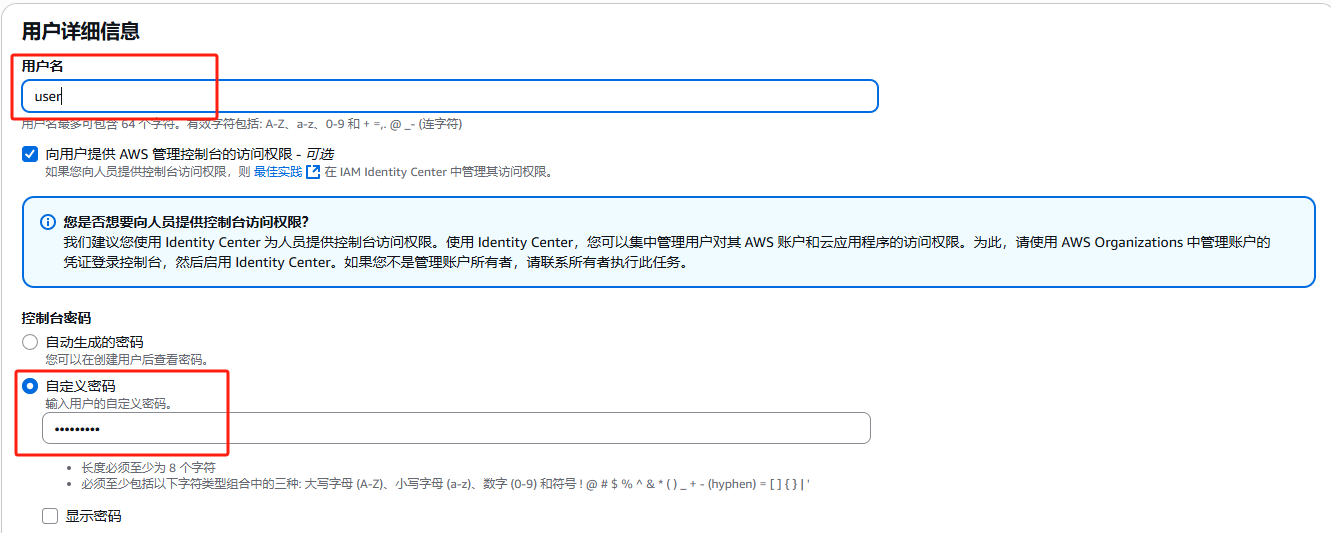 用户详细信息
用户名
user
用户名最多可包含 64 个字符。有效字符包括: A-Z、a-z、0-9 和 + =,. @ _- (连字符)
向用户提供 AWS 管理控制台的访问权限 - 可选
如果您向人员提供控制台访问权限，则 最佳实践 在 IAM Identity Center 中管理其访问权限。
您是否想要向人员提供控制台访问权限?
我们建议您使用 Identity Center 为人员提供控制台访问权限。使用 Identity Center，您可以集中管理用户对其 AWS 账户和云应用程序的访问权限。为此，请使用 AWS Organizations 中管理账户的
凭证登录控制台，然后启用 Identity Center。如果您不是管理账户所有者，请联系所有者执行此任务。
控制台密码
自动生成的密码
您可以在创建用户后查看密码。
自定义密码
输入用户的自定义密码。
•••••••••
• 长度必须至少为 8 个字符
• 必须至少包括以下字符类型组合中的三种: 大写字母 (A-Z)、小写字母 (a-z)、数字 (0-9) 和符号 ! @ # $ % ^ & * ( ) _ + - (hyphen) = [ ] { } | '
显示密码